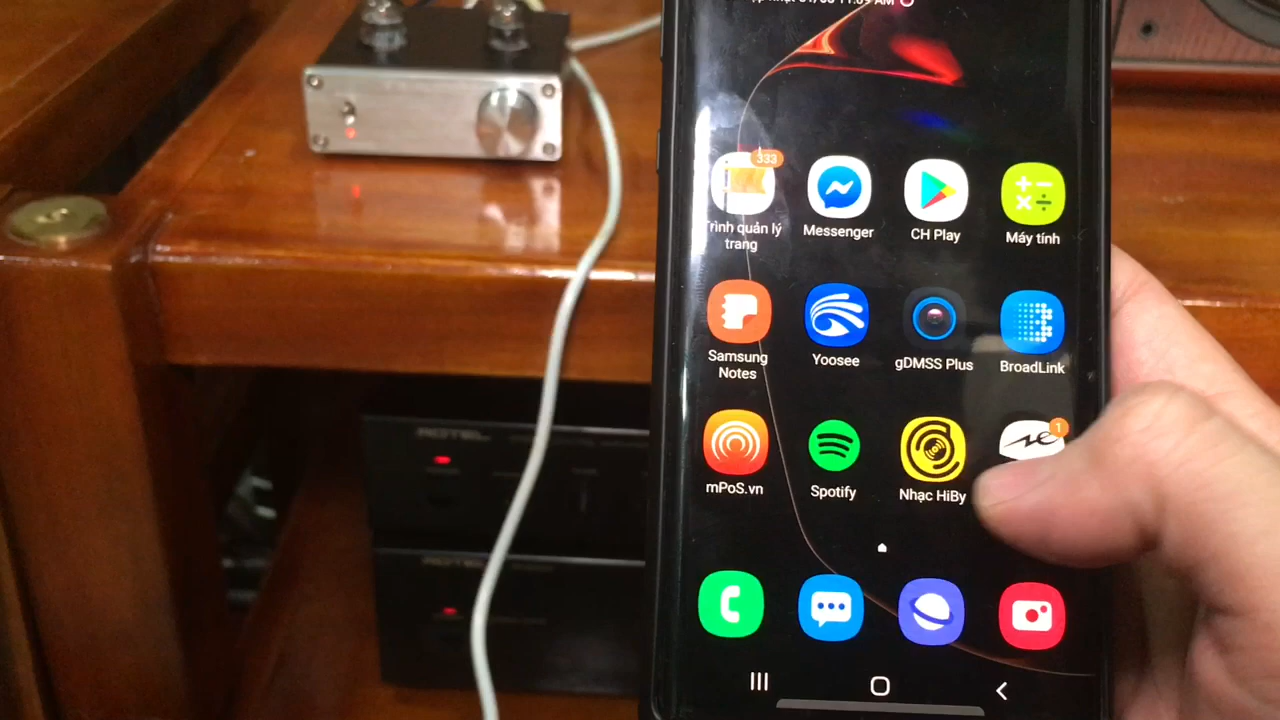 333
Trình quản lý
trang
Messenger
CH Play
Máy tính
Samsung
Notes
Yoosee
gDMSS Plus
BroadLink
1
mPoS.vn
Spotify
Nhạc HiBy
ROTEL